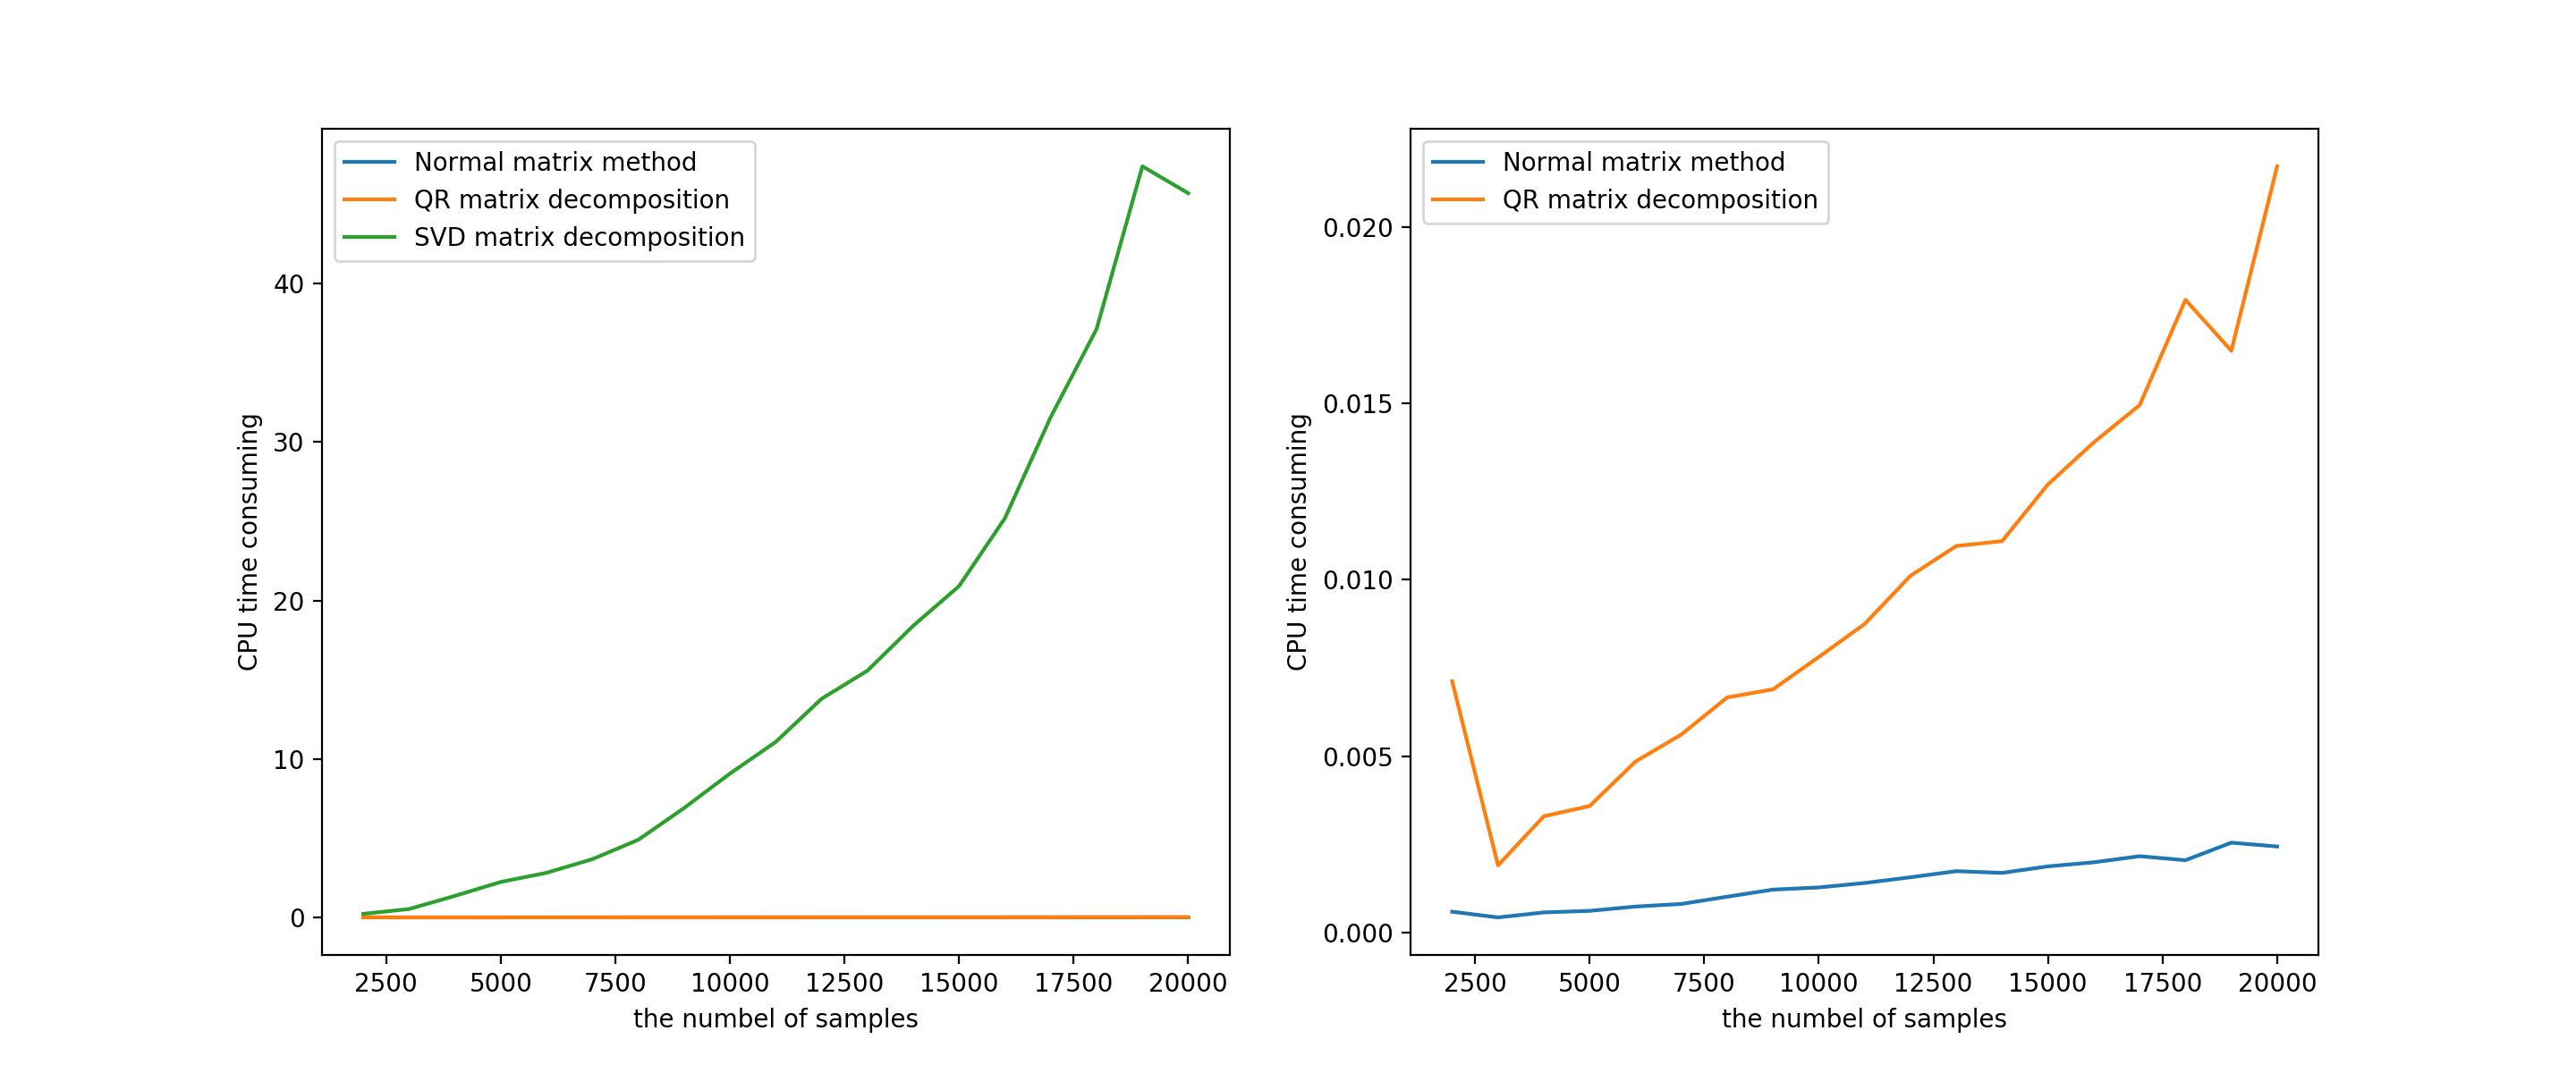 Normal matrix method
QR matrix decomposition
SVD matrix decomposition
CPU time consuming
40
30
20
10
0
2500 5000 7500 10000 12500 15000 17500 20000
the numbel of samples
Normal matrix method
QR matrix decomposition
CPU time consuming
0.020
0.015
0.010
0.005
0.000
2500 5000 7500 10000 12500 15000 17500 20000
the numbel of samples